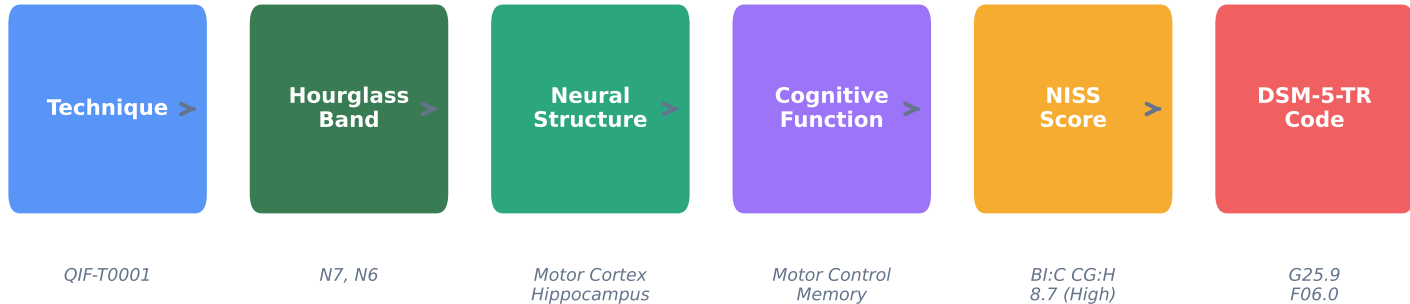 Technique
Hourglass
Band
Neural
Structure
Cognitive
Function
NISS
Score
DSM-5-TR
Code
QIF-T0001
N7, N6
Motor Cortex
Hippocampus
Motor Control
Memory
BI:C CG:H
8.7 (High)
G25.9
F06.0